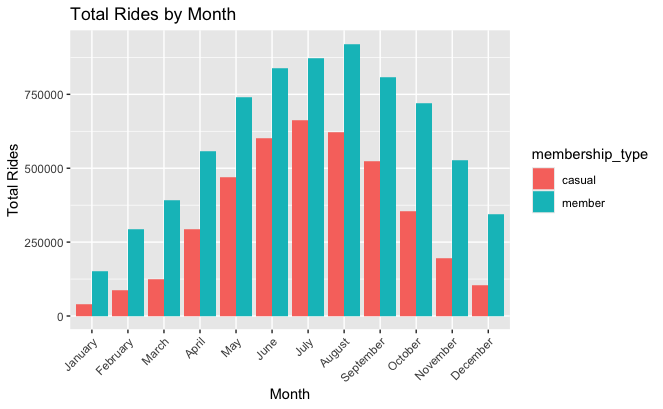 Total Rides by Month
Total Rides
750000
500000
250000
0
January
February
March
April
May
June
July
August
September
October
November
December
Month
membership_type
casual
member